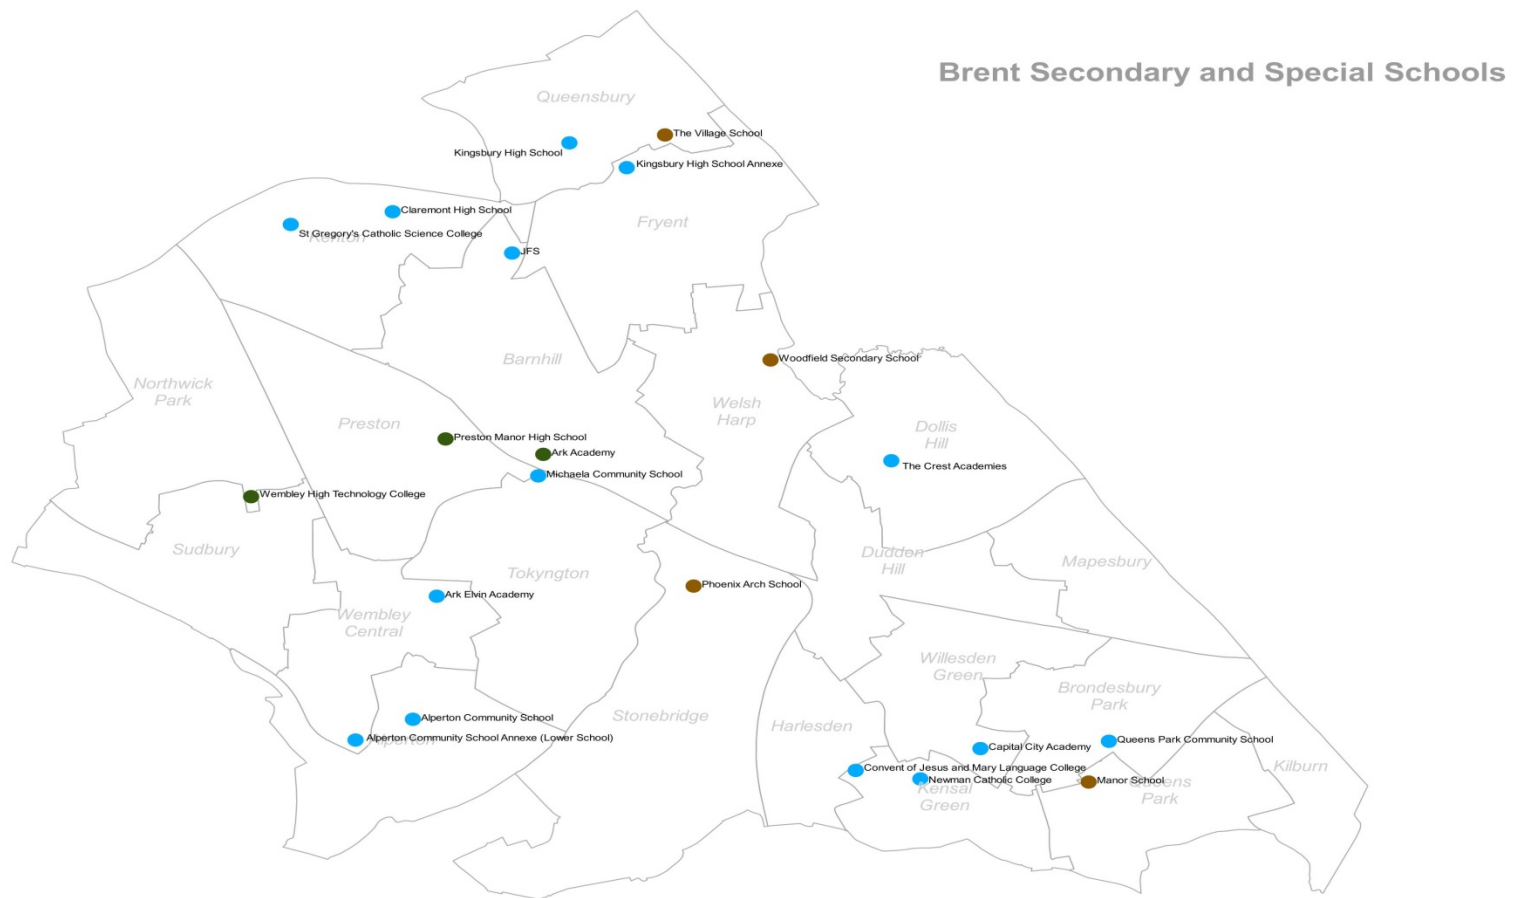 Brent Secondary and Special Schools
Queensbury
The Village School
Kingsbury High School
Kingsbury High School Annexe
Claremont High School
Fryent
St Gregory's Catholic Science College
Kenton
JFS
Barnhill
Woodfield Secondary School
Northwick
Park
Welsh
Harp
Preston
Dollis
Hill
Preston Manor High School
Ark Academy
The Crest Academies
Michaela Community School
Wembley High Technology College
Sudbury
Dudden
Hill
Mapesbury
Tokyngton
Phoenix Arch School
Ark Elvin Academy
Wembley
Central
Willesden
Green
Brondesbury
Park
Stonebridge
Alperton Community School
Harlesden
Alperton Community School Annexe (Lower School)
Alperton
Queens Park Community School
Capital City Academy
Convent of Jesus and Mary Language College
Kilburn
Newman Catholic College
Manor School
Kensal
Green
Queens
Park